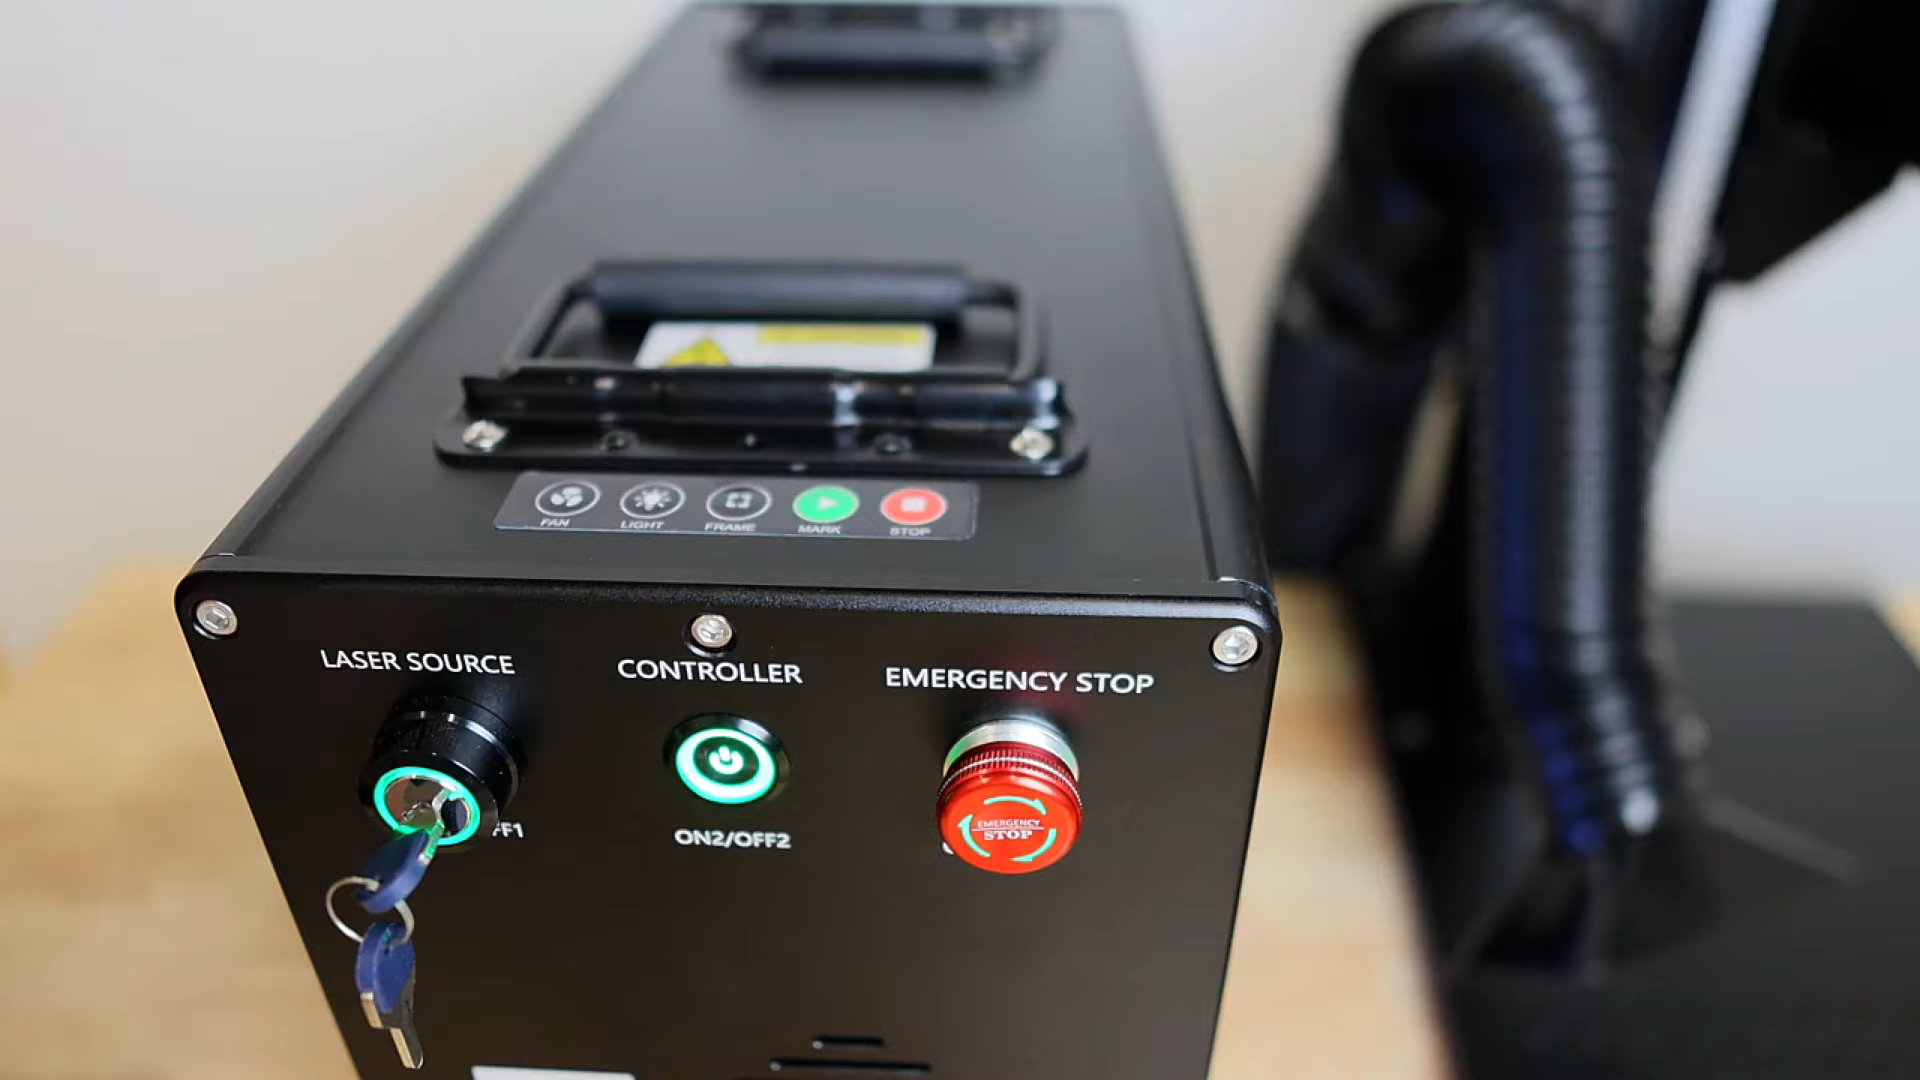 FAN LIGHT FRAME MARK STOP
LASER SOURCE CONTROLLER EMERGENCY STOP
FF1 ON2/OFF2
EMERGENCY
STOP